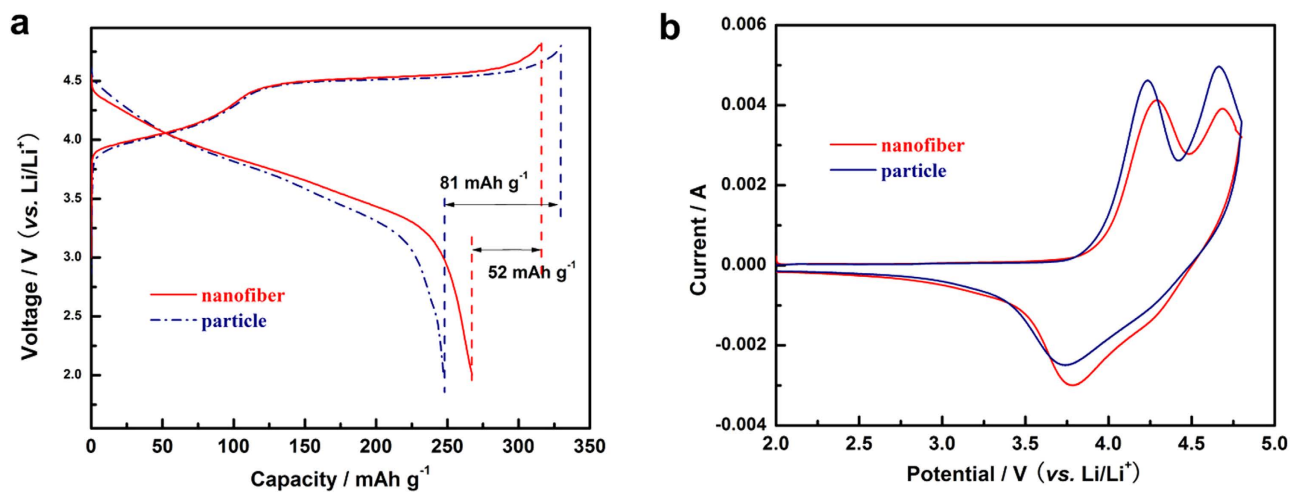 a
4.5
4.0
3.5
3.0
2.5
2.0
Voltage / V (vs. Li/Li⁺)
81 mAh g⁻¹
52 mAh g⁻¹
nanofiber
particle
0 50 100 150 200 250 300 350
Capacity / mAh g⁻¹
b
0.006
0.004
0.002
0.000
-0.002
-0.004
Current / A
nanofiber
particle
2.0 2.5 3.0 3.5 4.0 4.5 5.0
Potential / V (vs. Li/Li⁺)